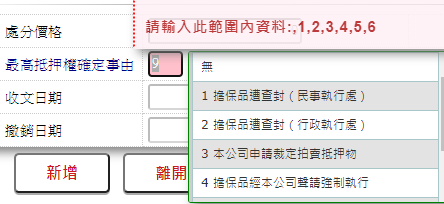 請輸入此範圍內資料:,1,2,3,4,5,6
處分價格
最高抵押權確定事由 9
收文日期
撤銷日期
無
1 擔保品遭查封（民事執行處）
2 擔保品遭查封（行政執行處）
3 本公司申請裁定拍賣抵押物
4 擔保品經本公司聲請強制執行
新增
離開